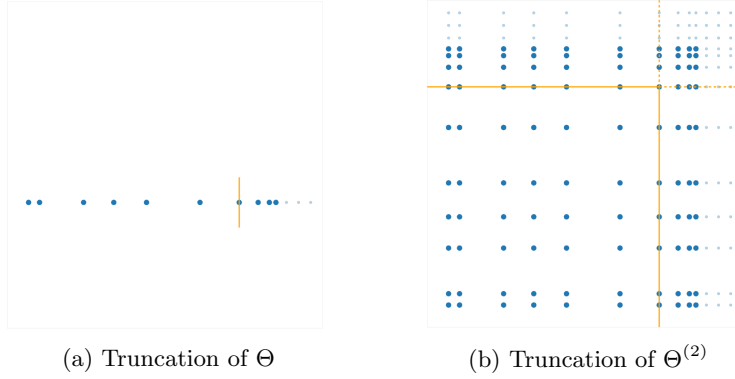 (a) Truncation of Θ
(b) Truncation of Θ⁽²⁾